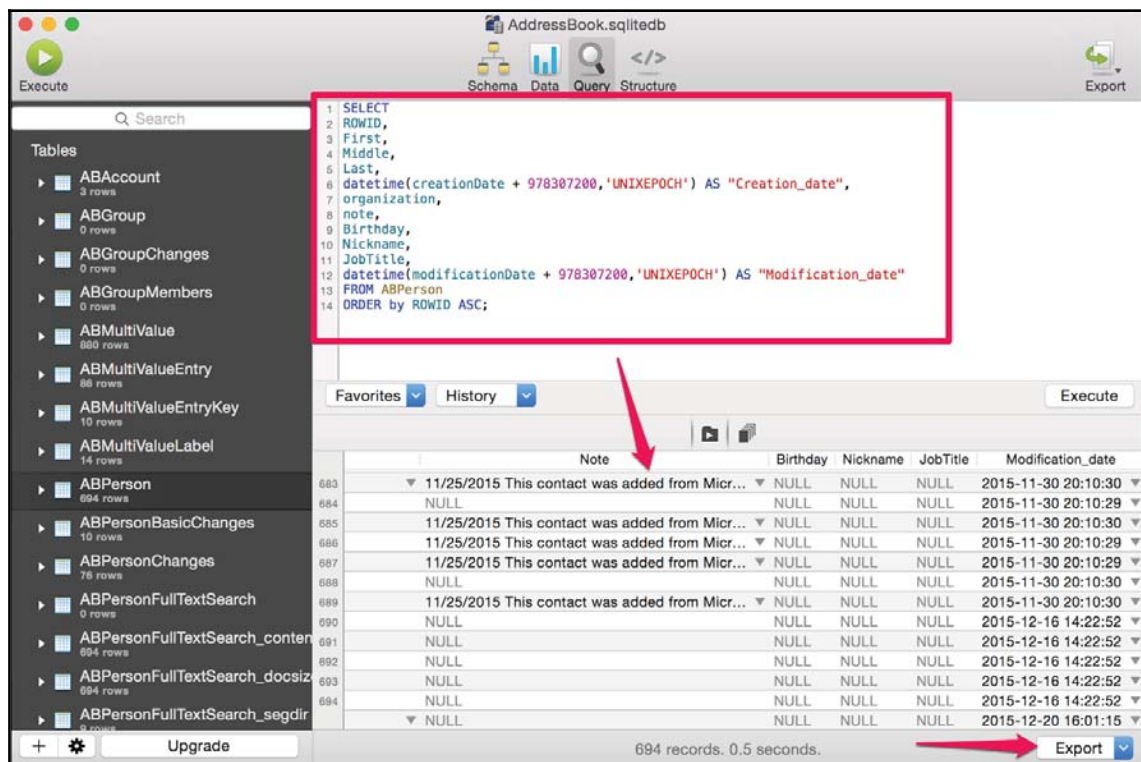 AddressBook.sqlitedb
Execute
Schema Data Query Structure
Export
Search
Tables
ABAccount
3 rows
ABGroup
0 rows
ABGroupChanges
0 rows
ABGroupMembers
0 rows
ABMultiValue
880 rows
ABMultiValueEntry
86 rows
ABMultiValueEntryKey
10 rows
ABMultiValueLabel
14 rows
ABPerson
694 rows
ABPersonBasicChanges
10 rows
ABPersonChanges
76 rows
ABPersonFullTextSearch
0 rows
ABPersonFullTextSearch_conten
694 rows
ABPersonFullTextSearch_docsiz
694 rows
ABPersonFullTextSearch_segdir
9 rows
Upgrade
1 SELECT
2 ROWID,
3 First,
4 Middle,
5 Last,
6 datetime(creationDate + 978307200,'UNIXEPOCH') AS "Creation_date",
7 organization,
8 note,
9 Birthday,
10 Nickname,
11 JobTitle,
12 datetime(modificationDate + 978307200,'UNIXEPOCH') AS "Modification_date"
13 FROM ABPerson
14 ORDER by ROWID ASC;
Favorites History Execute
Note Birthday Nickname JobTitle Modification_date
683 11/25/2015 This contact was added from Micr... NULL NULL NULL 2015-11-30 20:10:30
684 NULL NULL NULL NULL 2015-11-30 20:10:29
685 11/25/2015 This contact was added from Micr... NULL NULL NULL 2015-11-30 20:10:30
686 11/25/2015 This contact was added from Micr... NULL NULL NULL 2015-11-30 20:10:29
687 11/25/2015 This contact was added from Micr... NULL NULL NULL 2015-11-30 20:10:29
688 NULL NULL NULL NULL 2015-11-30 20:10:30
689 11/25/2015 This contact was added from Micr... NULL NULL NULL 2015-11-30 20:10:30
690 NULL NULL NULL NULL 2015-12-16 14:22:52
691 NULL NULL NULL NULL 2015-12-16 14:22:52
692 NULL NULL NULL NULL 2015-12-16 14:22:52
693 NULL NULL NULL NULL 2015-12-16 14:22:52
694 NULL NULL NULL NULL 2015-12-16 14:22:52
NULL NULL NULL NULL 2015-12-20 16:01:15
694 records. 0.5 seconds.
Export